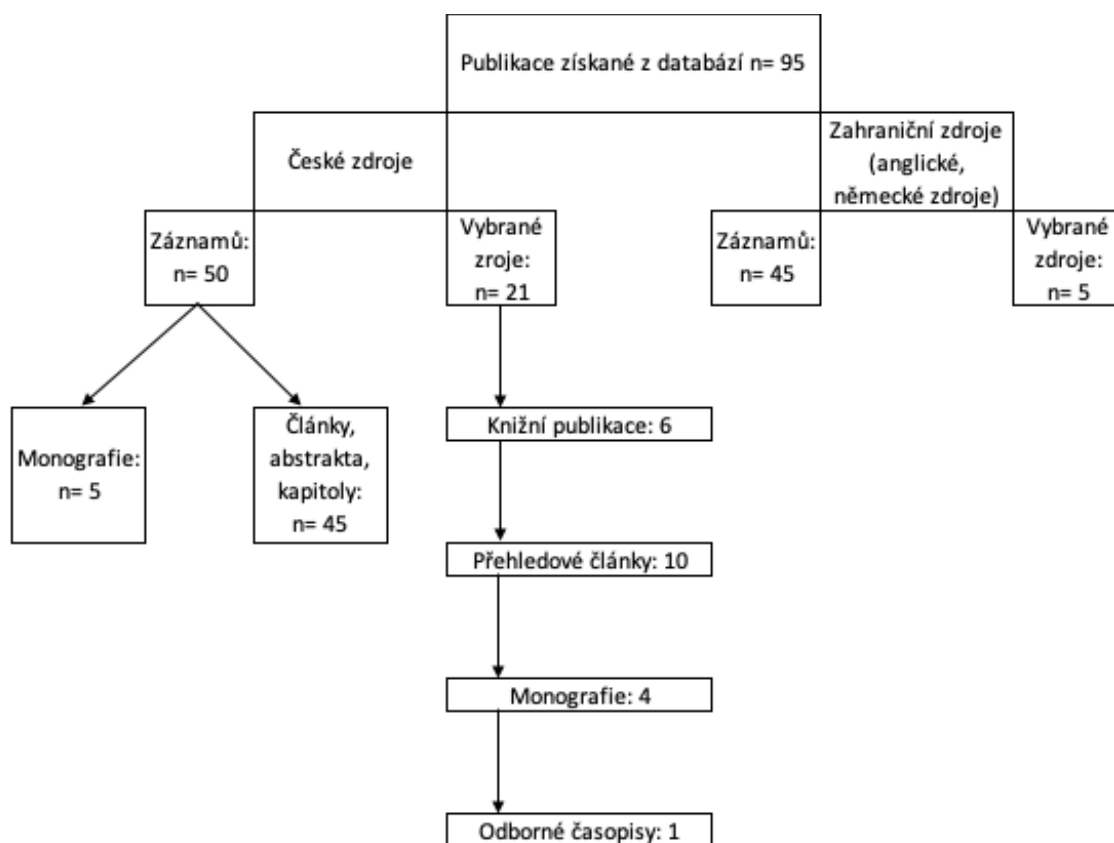 Publikace získané z databází n= 95
České zdroje
Zahraniční zdroje
(anglické,
německé zdroje)
Záznamů:
n= 50
Vybrané
zroje:
n= 21
Záznamů:
n= 45
Vybrané
zdroje:
n= 5
Monografie:
n= 5
Články,
abstrakta,
kapitoly:
n= 45
Knižní publikace: 6
Přehledové články: 10
Monografie: 4
Odborné časopisy: 1